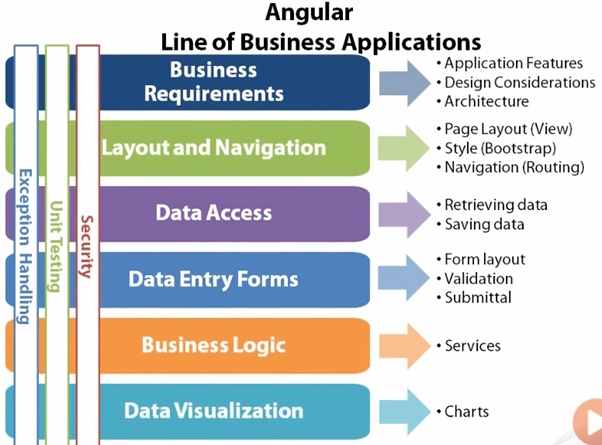 Angular
Line of Business Applications
Business
Requirements
• Application Features
• Design Considerations
• Architecture
Layout and Navigation
• Page Layout (View)
• Style (Bootstrap)
• Navigation (Routing)
Data Access
• Retrieving data
• Saving data
Data Entry Forms
• Form layout
• Validation
• Submittal
Business Logic
• Services
Data Visualization
• Charts
Exception Handling
Unit Testing
Security